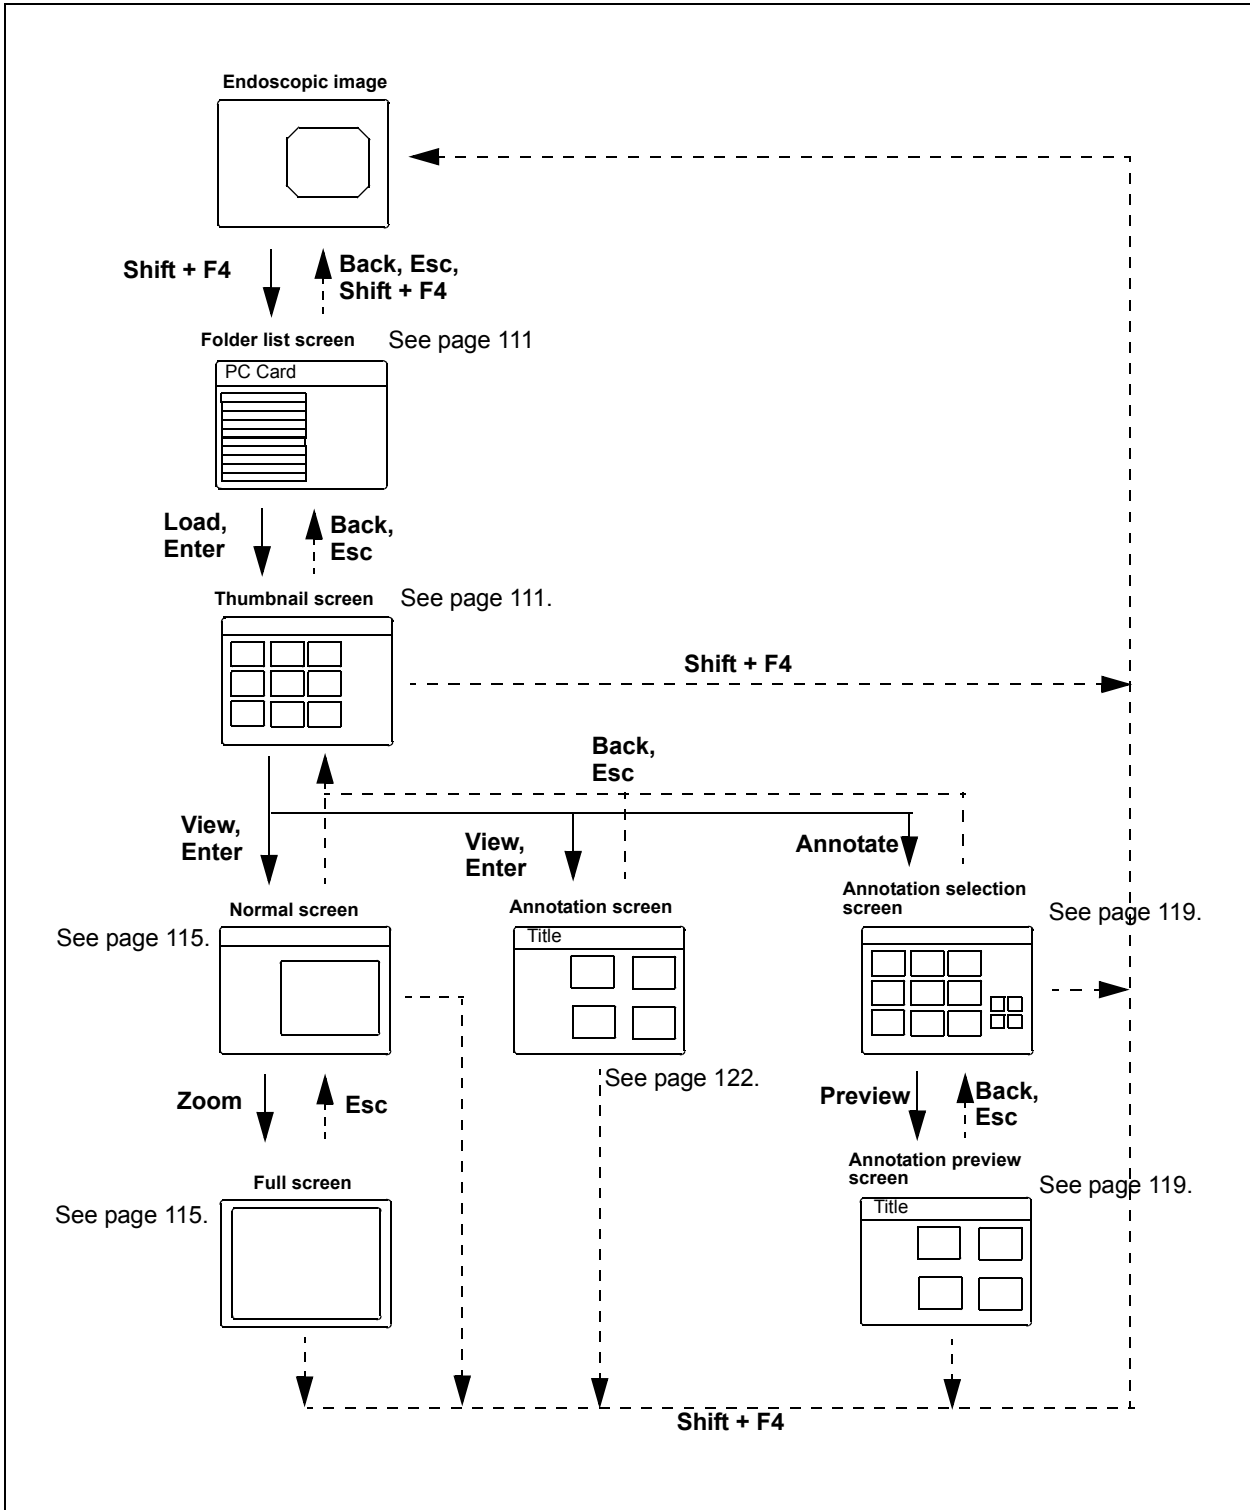 Endoscopic image
Shift + F4
Back, Esc,
Shift + F4
Folder list screen
See page 111
PC Card
Load,
Enter
Back,
Esc
Thumbnail screen
See page 111.
Shift + F4
Back,
Esc
View,
Enter
View,
Enter
Annotate
Normal screen
See page 115.
Annotation screen
Title
See page 122.
Annotation selection
screen
See page 119.
Zoom
Esc
Preview
Back,
Esc
Full screen
See page 115.
Annotation preview
screen
See page 119.
Title
Shift + F4